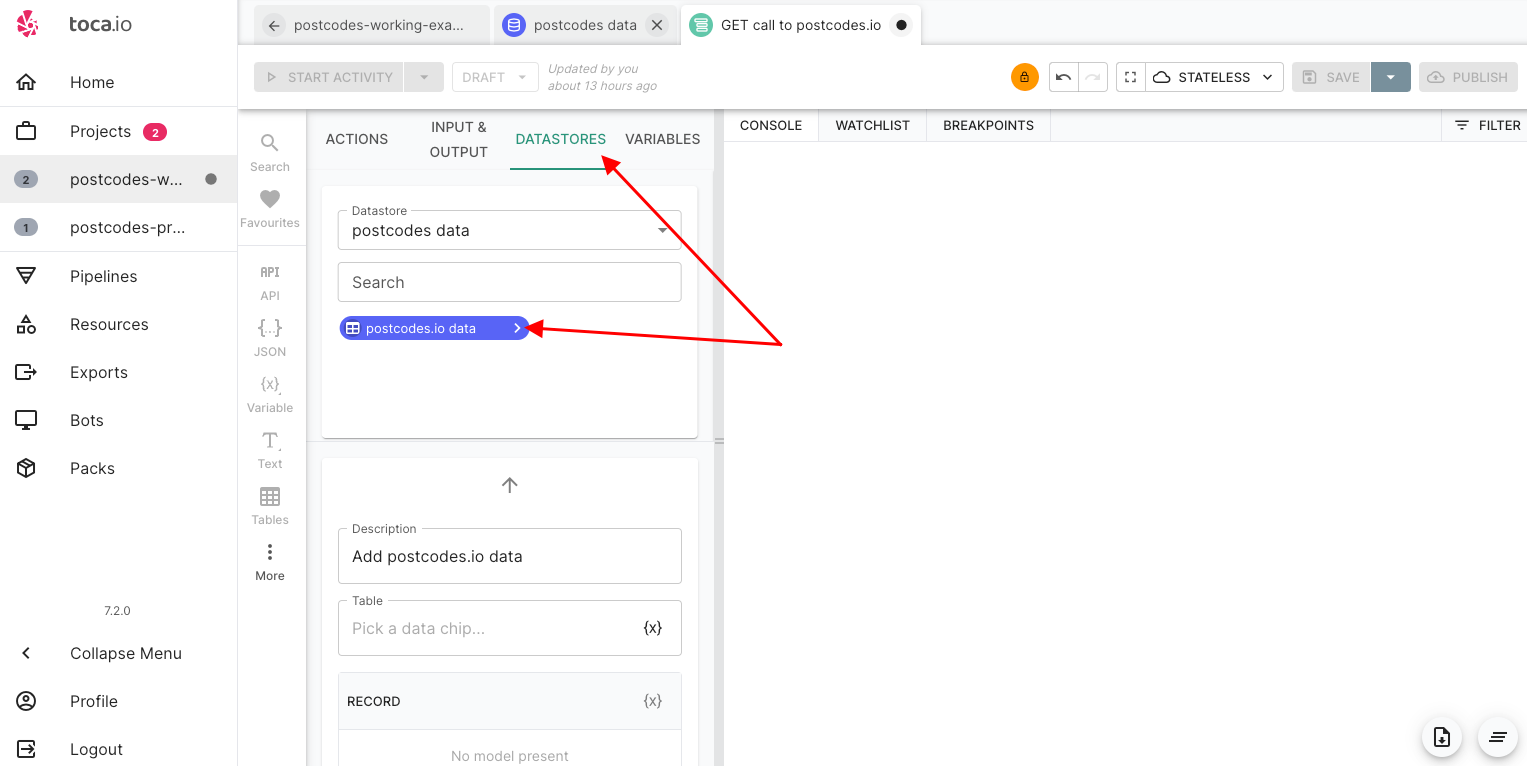 toca.io
Home
Projects 2
2 postcodes-w...
1 postcodes-pr...
Pipelines
Resources
Exports
Bots
Packs
7.2.0
Collapse Menu
Profile
Logout
postcodes-working-exa...
postcodes data
GET call to postcodes.io
START ACTIVITY
DRAFT
Updated by you
about 13 hours ago
STATELESS
SAVE
PUBLISH
Search
Favourites
API
API
{...}
JSON
{x}
Variable
T
Text
Tables
More
ACTIONS
INPUT &
OUTPUT
DATASTORES
VARIABLES
Datastore
postcodes data
Search
postcodes.io data
Description
Add postcodes.io data
Table
Pick a data chip... {x}
RECORD {x}
No model present
CONSOLE
WATCHLIST
BREAKPOINTS
FILTER